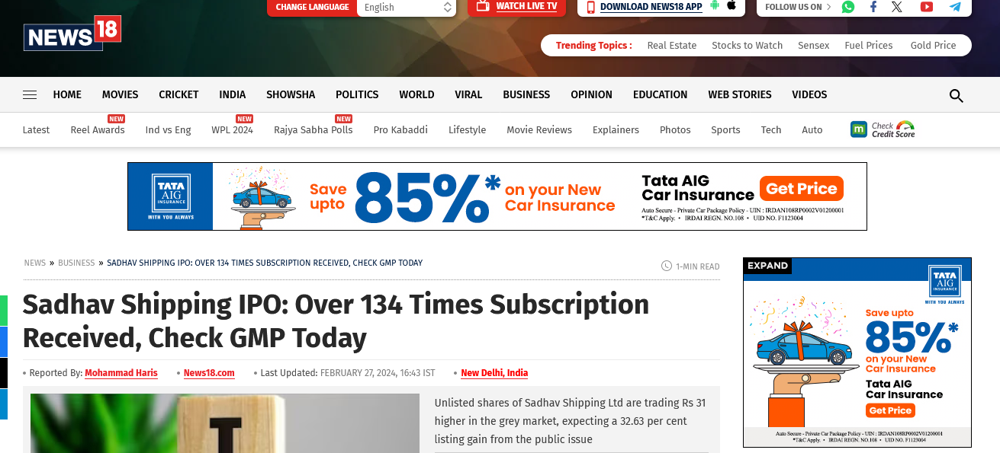 CHANGE LANGUAGE English WATCH LIVE TV DOWNLOAD NEWS18 APP FOLLOW US ON
NEWS 18
Trending Topics : Real Estate Stocks to Watch Sensex Fuel Prices Gold Price
HOME MOVIES CRICKET INDIA SHOWSHA POLITICS WORLD VIRAL BUSINESS OPINION EDUCATION WEB STORIES VIDEOS
NEW NEW NEW
Latest Reel Awards Ind vs Eng WPL 2024 Rajya Sabha Polls Pro Kabaddi Lifestyle Movie Reviews Explainers Photos Sports Tech Auto m Check Credit Score
TATA
AIG
INSURANCE
WITH YOU ALWAYS
Save
upto
85%*
on your New
Car Insurance
Tata AIG
Car Insurance
Get Price
Auto Secure - Private Car Package Policy - UIN : IRDAN108RP0002V01200001
*T&C Apply. • IRDAI REGN. NO.108 • UID NO. F1123004
NEWS » BUSINESS » SADHAV SHIPPING IPO: OVER 134 TIMES SUBSCRIPTION RECEIVED, CHECK GMP TODAY
1-MIN READ
Sadhav Shipping IPO: Over 134 Times Subscription
Received, Check GMP Today
• Reported By: Mohammad Haris • News18.com • Last Updated: FEBRUARY 27, 2024, 16:43 IST • New Delhi, India
I
Unlisted shares of Sadhav Shipping Ltd are trading Rs 31
higher in the grey market, expecting a 32.63 per cent
listing gain from the public issue
EXPAND
TATA
AIG
INSURANCE
WITH YOU ALWAYS
Save upto
85%*
on your New
Car Insurance
Tata AIG
Car Insurance
Get Price
Auto Secure - Private Car Package Policy - UIN : IRDAN108RP0002V01200001
*T&C Apply. • IRDAI REGN. NO.108 • UID NO. F1123004